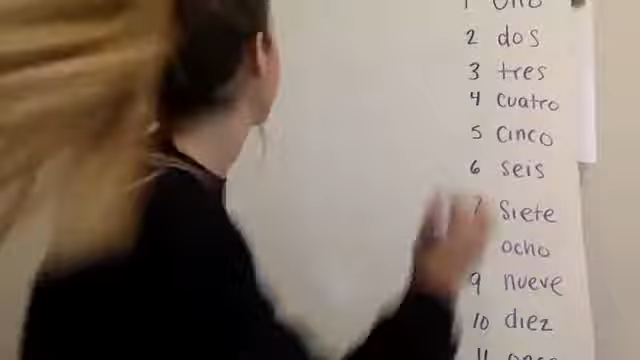 1 uno
2 dos
3 tres
4 cuatro
5 cinco
6 seis
7 siete
ocho
9 nueve
10 diez
11 once